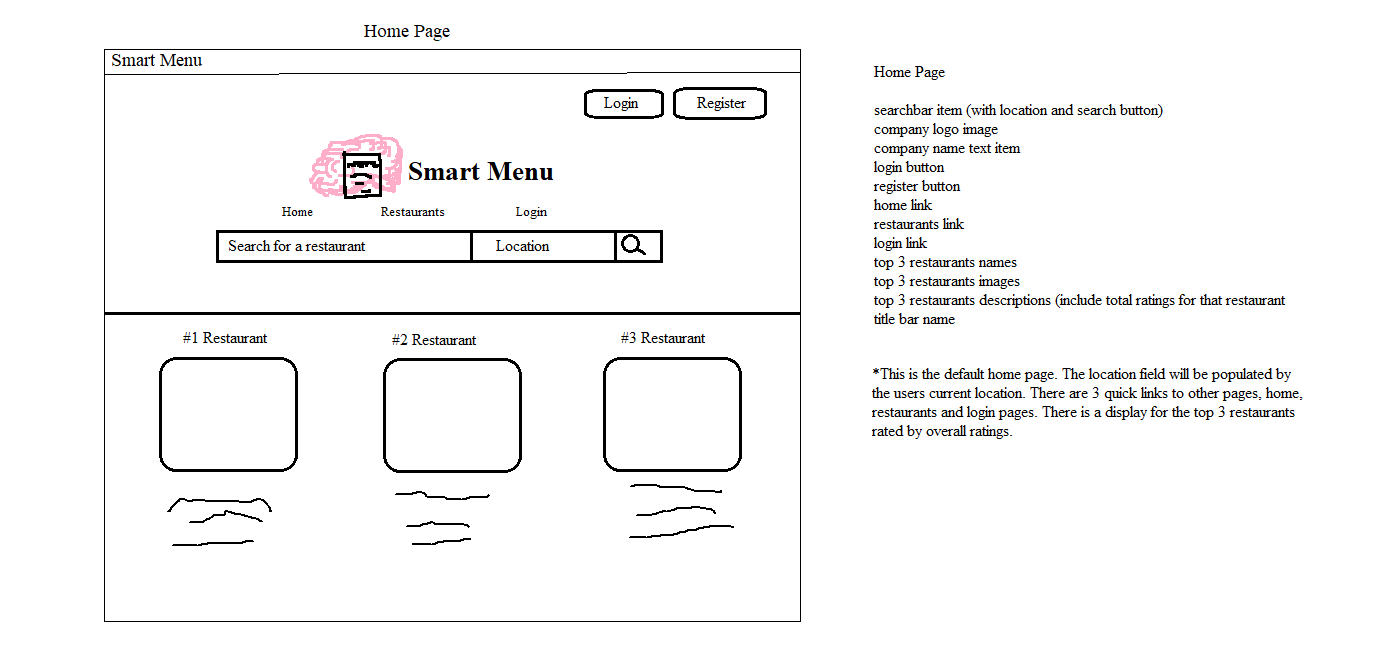 Home Page
Smart Menu
Login
Register
Smart Menu
Home
Restaurants
Login
Search for a restaurant
Location
#1 Restaurant
#2 Restaurant
#3 Restaurant
Home Page
searchbar item (with location and search button)
company logo image
company name text item
login button
register button
home link
restaurants link
login link
top 3 restaurants names
top 3 restaurants images
top 3 restaurants descriptions (include total ratings for that restaurant
title bar name
*This is the default home page. The location field will be populated by
the users current location. There are 3 quick links to other pages, home,
restaurants and login pages. There is a display for the top 3 restaurants
rated by overall ratings.